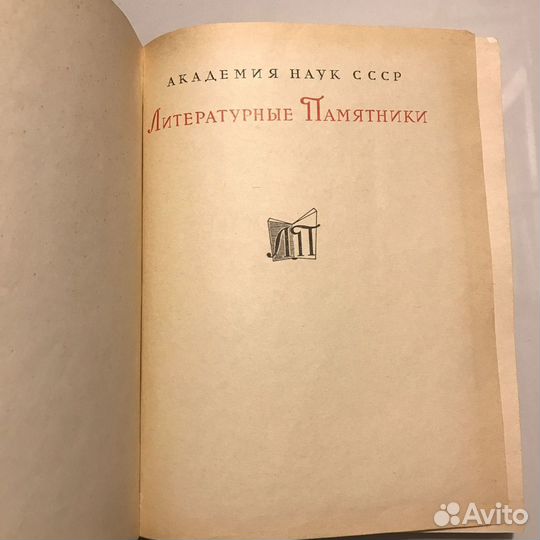 АКАДЕМИЯ НАУК СССР
ЛИТЕРАТУРНЫЕ ПАМЯТНИКИ
ЛП
Avito